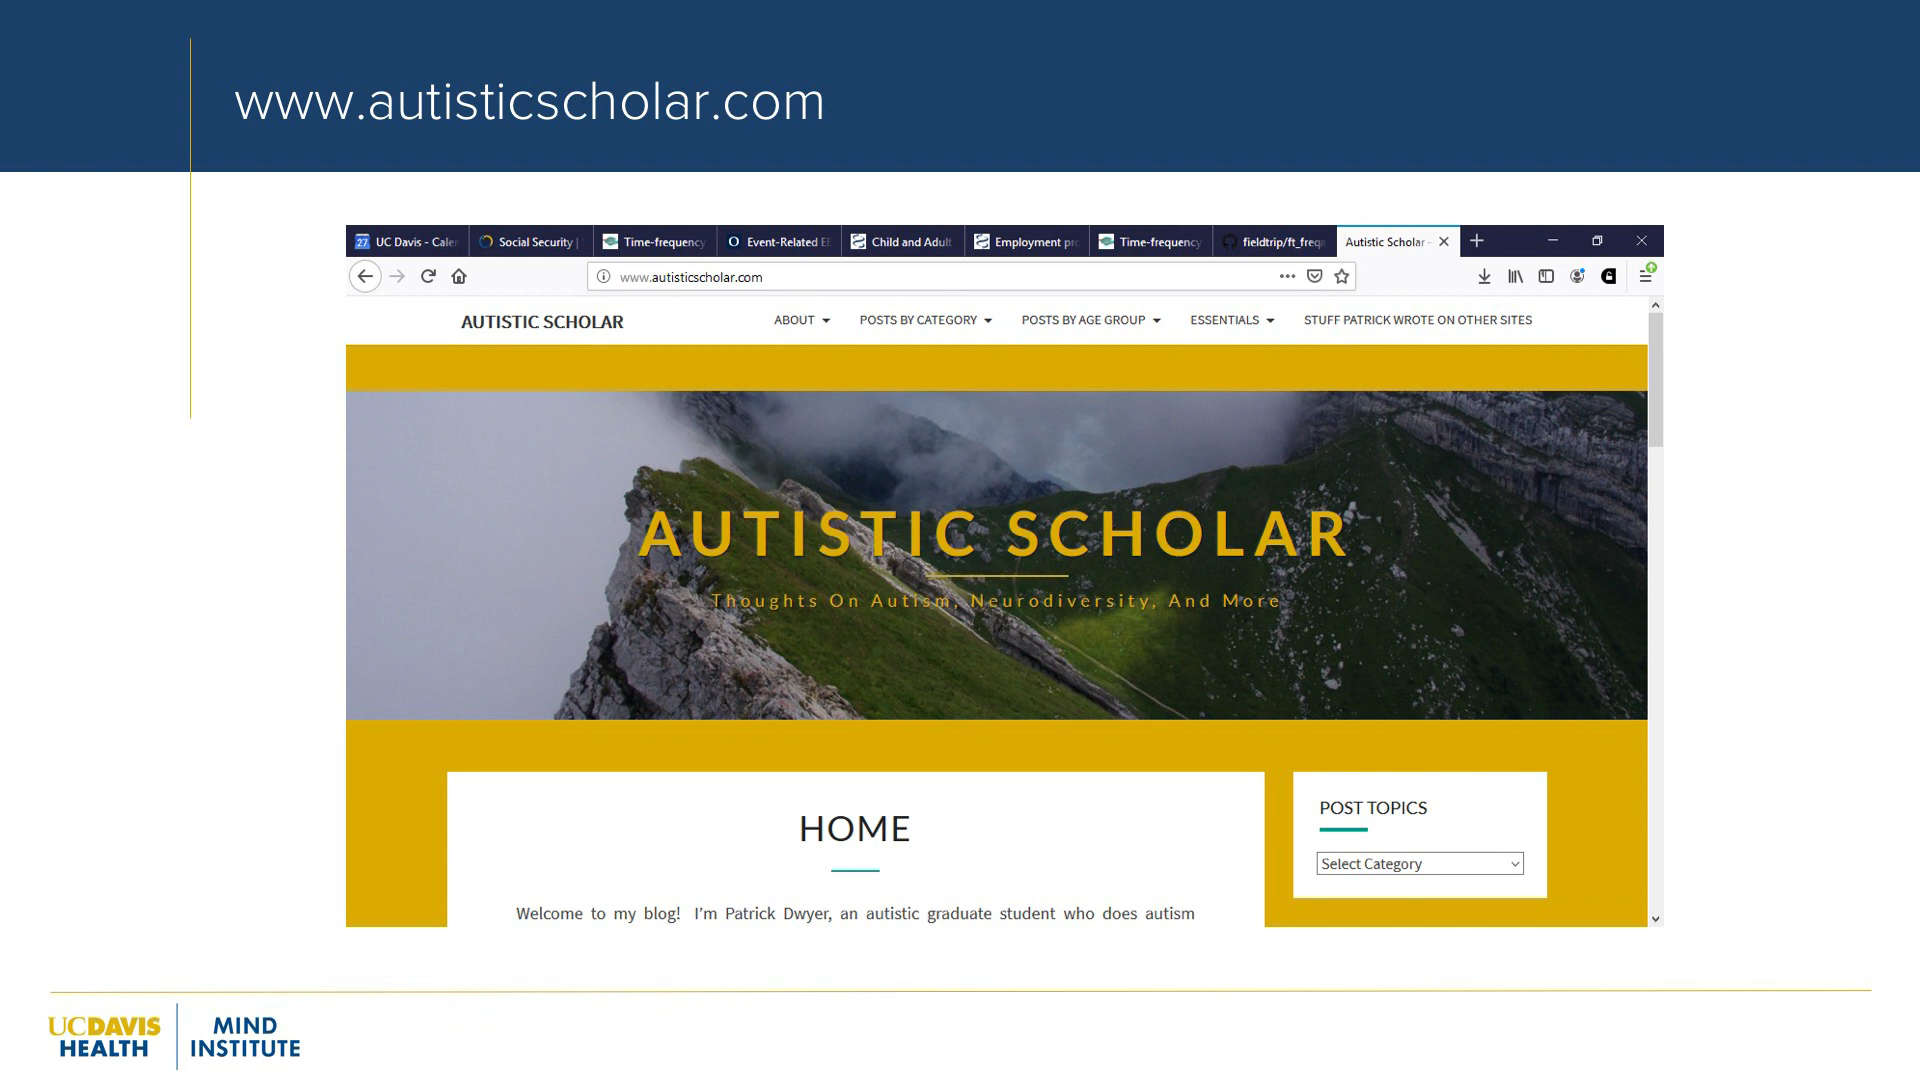 www.autisticscholar.com
27 UC Davis - Caler
Social Security |
Time-frequency
Event-Related
Child and Adult
Employment pr
Time-frequency
fieldtrip/ft_freqa
Autistic Scholar -
www.autisticscholar.com
AUTISTIC SCHOLAR
ABOUT
POSTS BY CATEGORY
POSTS BY AGE GROUP
ESSENTIALS
STUFF PATRICK WROTE ON OTHER SITES
AUTISTIC SCHOLAR
Thoughts On Autism, Neurodiversity, And More
HOME
Welcome to my blog! I’m Patrick Dwyer, an autistic graduate student who does autism
POST TOPICS
Select Category
UCDAVIS
HEALTH
MIND
INSTITUTE